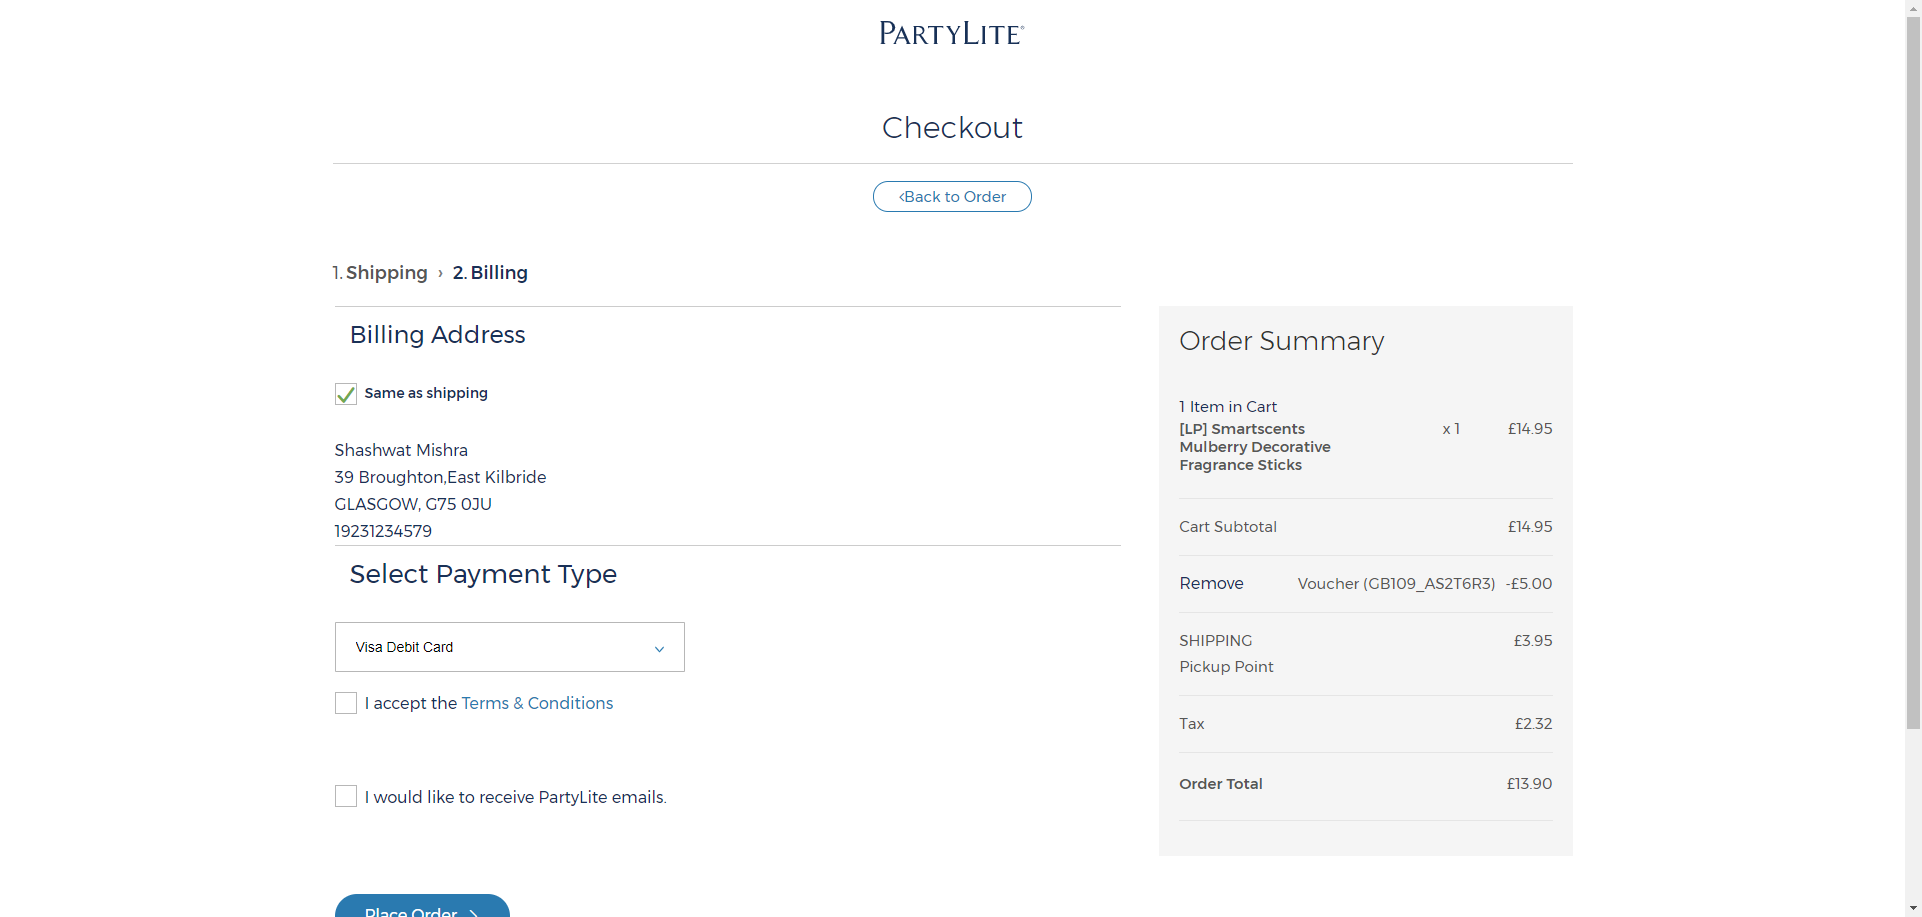 PARTYLITE®
Checkout
‹Back to Order
1. Shipping › 2. Billing
Billing Address
Same as shipping
Shashwat Mishra
39 Broughton,East Kilbride
GLASGOW, G75 0JU
19231234579
Select Payment Type
Visa Debit Card
I accept the Terms & Conditions
I would like to receive PartyLite emails.
Place Order
Order Summary
1 Item in Cart
[LP] Smartscents x 1 £14.95
Mulberry Decorative
Fragrance Sticks
Cart Subtotal £14.95
Remove Voucher (GB109_AS2T6R3) -£5.00
SHIPPING £3.95
Pickup Point
Tax £2.32
Order Total £13.90